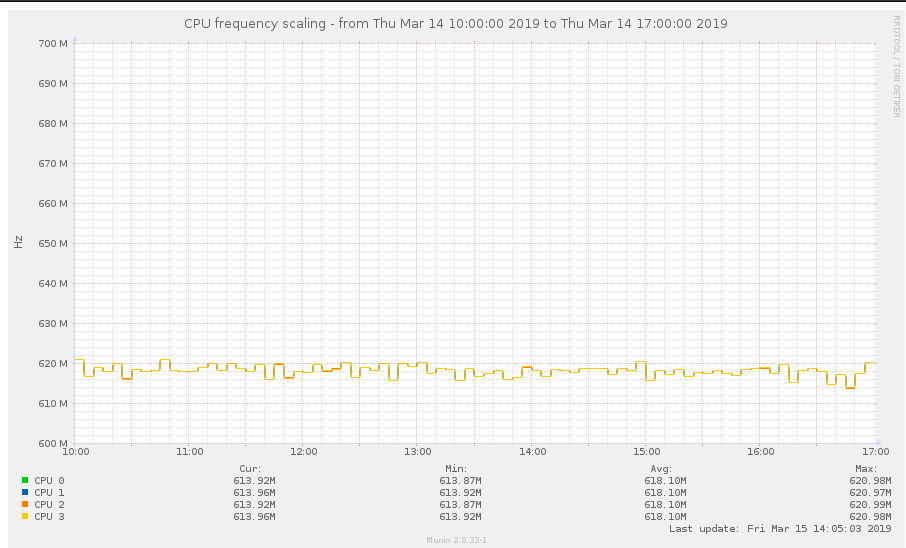 CPU frequency scaling - from Thu Mar 14 10:00:00 2019 to Thu Mar 14 17:00:00 2019
RRDTOOL / TOBI OETIKER
700 M
690 M
680 M
670 M
660 M
650 M
640 M
630 M
620 M
610 M
600 M
Hz
10:00 11:00 12:00 13:00 14:00 15:00 16:00 17:00
Cur: Min: Avg: Max:
CPU 0 613.92M 613.87M 618.10M 620.98M
CPU 1 613.96M 613.92M 618.10M 620.97M
CPU 2 613.92M 613.87M 618.10M 620.99M
CPU 3 613.96M 613.92M 618.10M 620.98M
Last update: Fri Mar 15 14:05:03 2019
Munin 2.0.33-1